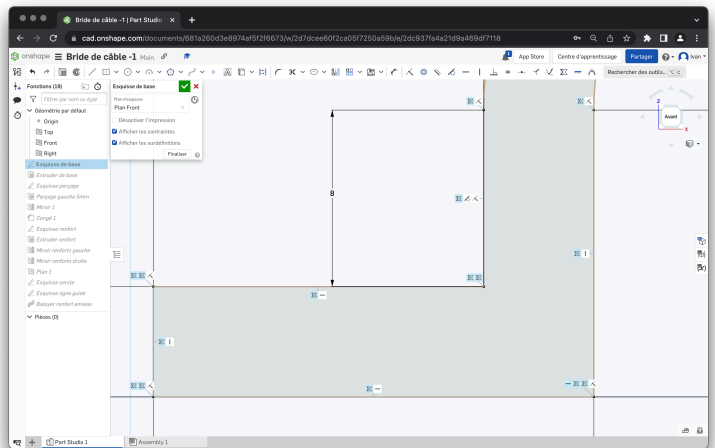 Bride de câble -1 | Part Studio
cad.onshape.com/documents/681a260d3e8974af5f2f6673/w/2d7dcee60f2ca05f7250a59b/e/2dc937fa4a21d9a469df7118
onshape Bride de câble -1 Main App Store Centre d'apprentissage Partager Ivan
Rechercher des outils...
Fonctions (19)
Filtrer par nom ou type
Géométrie par défaut
Origin
Top
Front
Right
Esquisse de base
Extruder de base
Esquisse perçage
Perçage gauche 5mm
Miroir 1
Congé 1
Esquisse renfort
Extruder renfort
Miroir renforts gauche
Miroir renforts droite
Plan 1
Esquisse cercle
Esquisse ligne guide
Balayer renfort anneau
Pièces (0)
Esquisse de base
Plan d'esquisse
Plan Front
Désactiver l'impression
Afficher les contraintes
Afficher les surdéfinitions
Finaliser
8
Z
Avant
X
Part Studio 1 Assembly 1